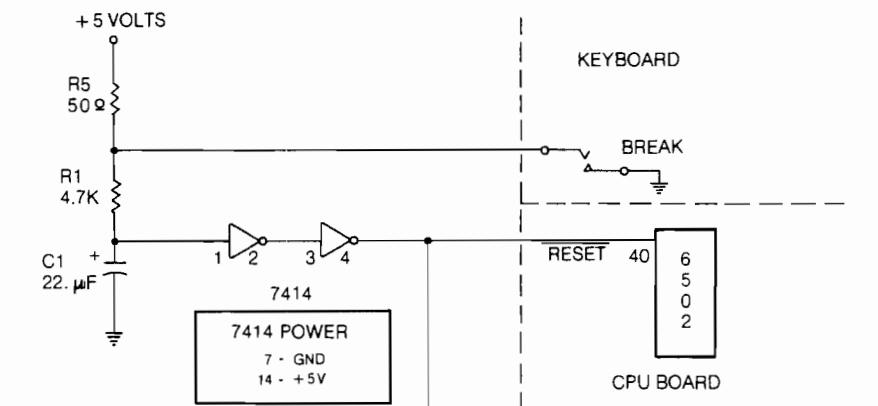 +5 VOLTS
R5
50Ω
KEYBOARD
BREAK
R1
4.7K
1 2 3 4
C1 +
22. μF
RESET 40
6
5
0
2
7414
7414 POWER
7 - GND
14 - +5V
CPU BOARD